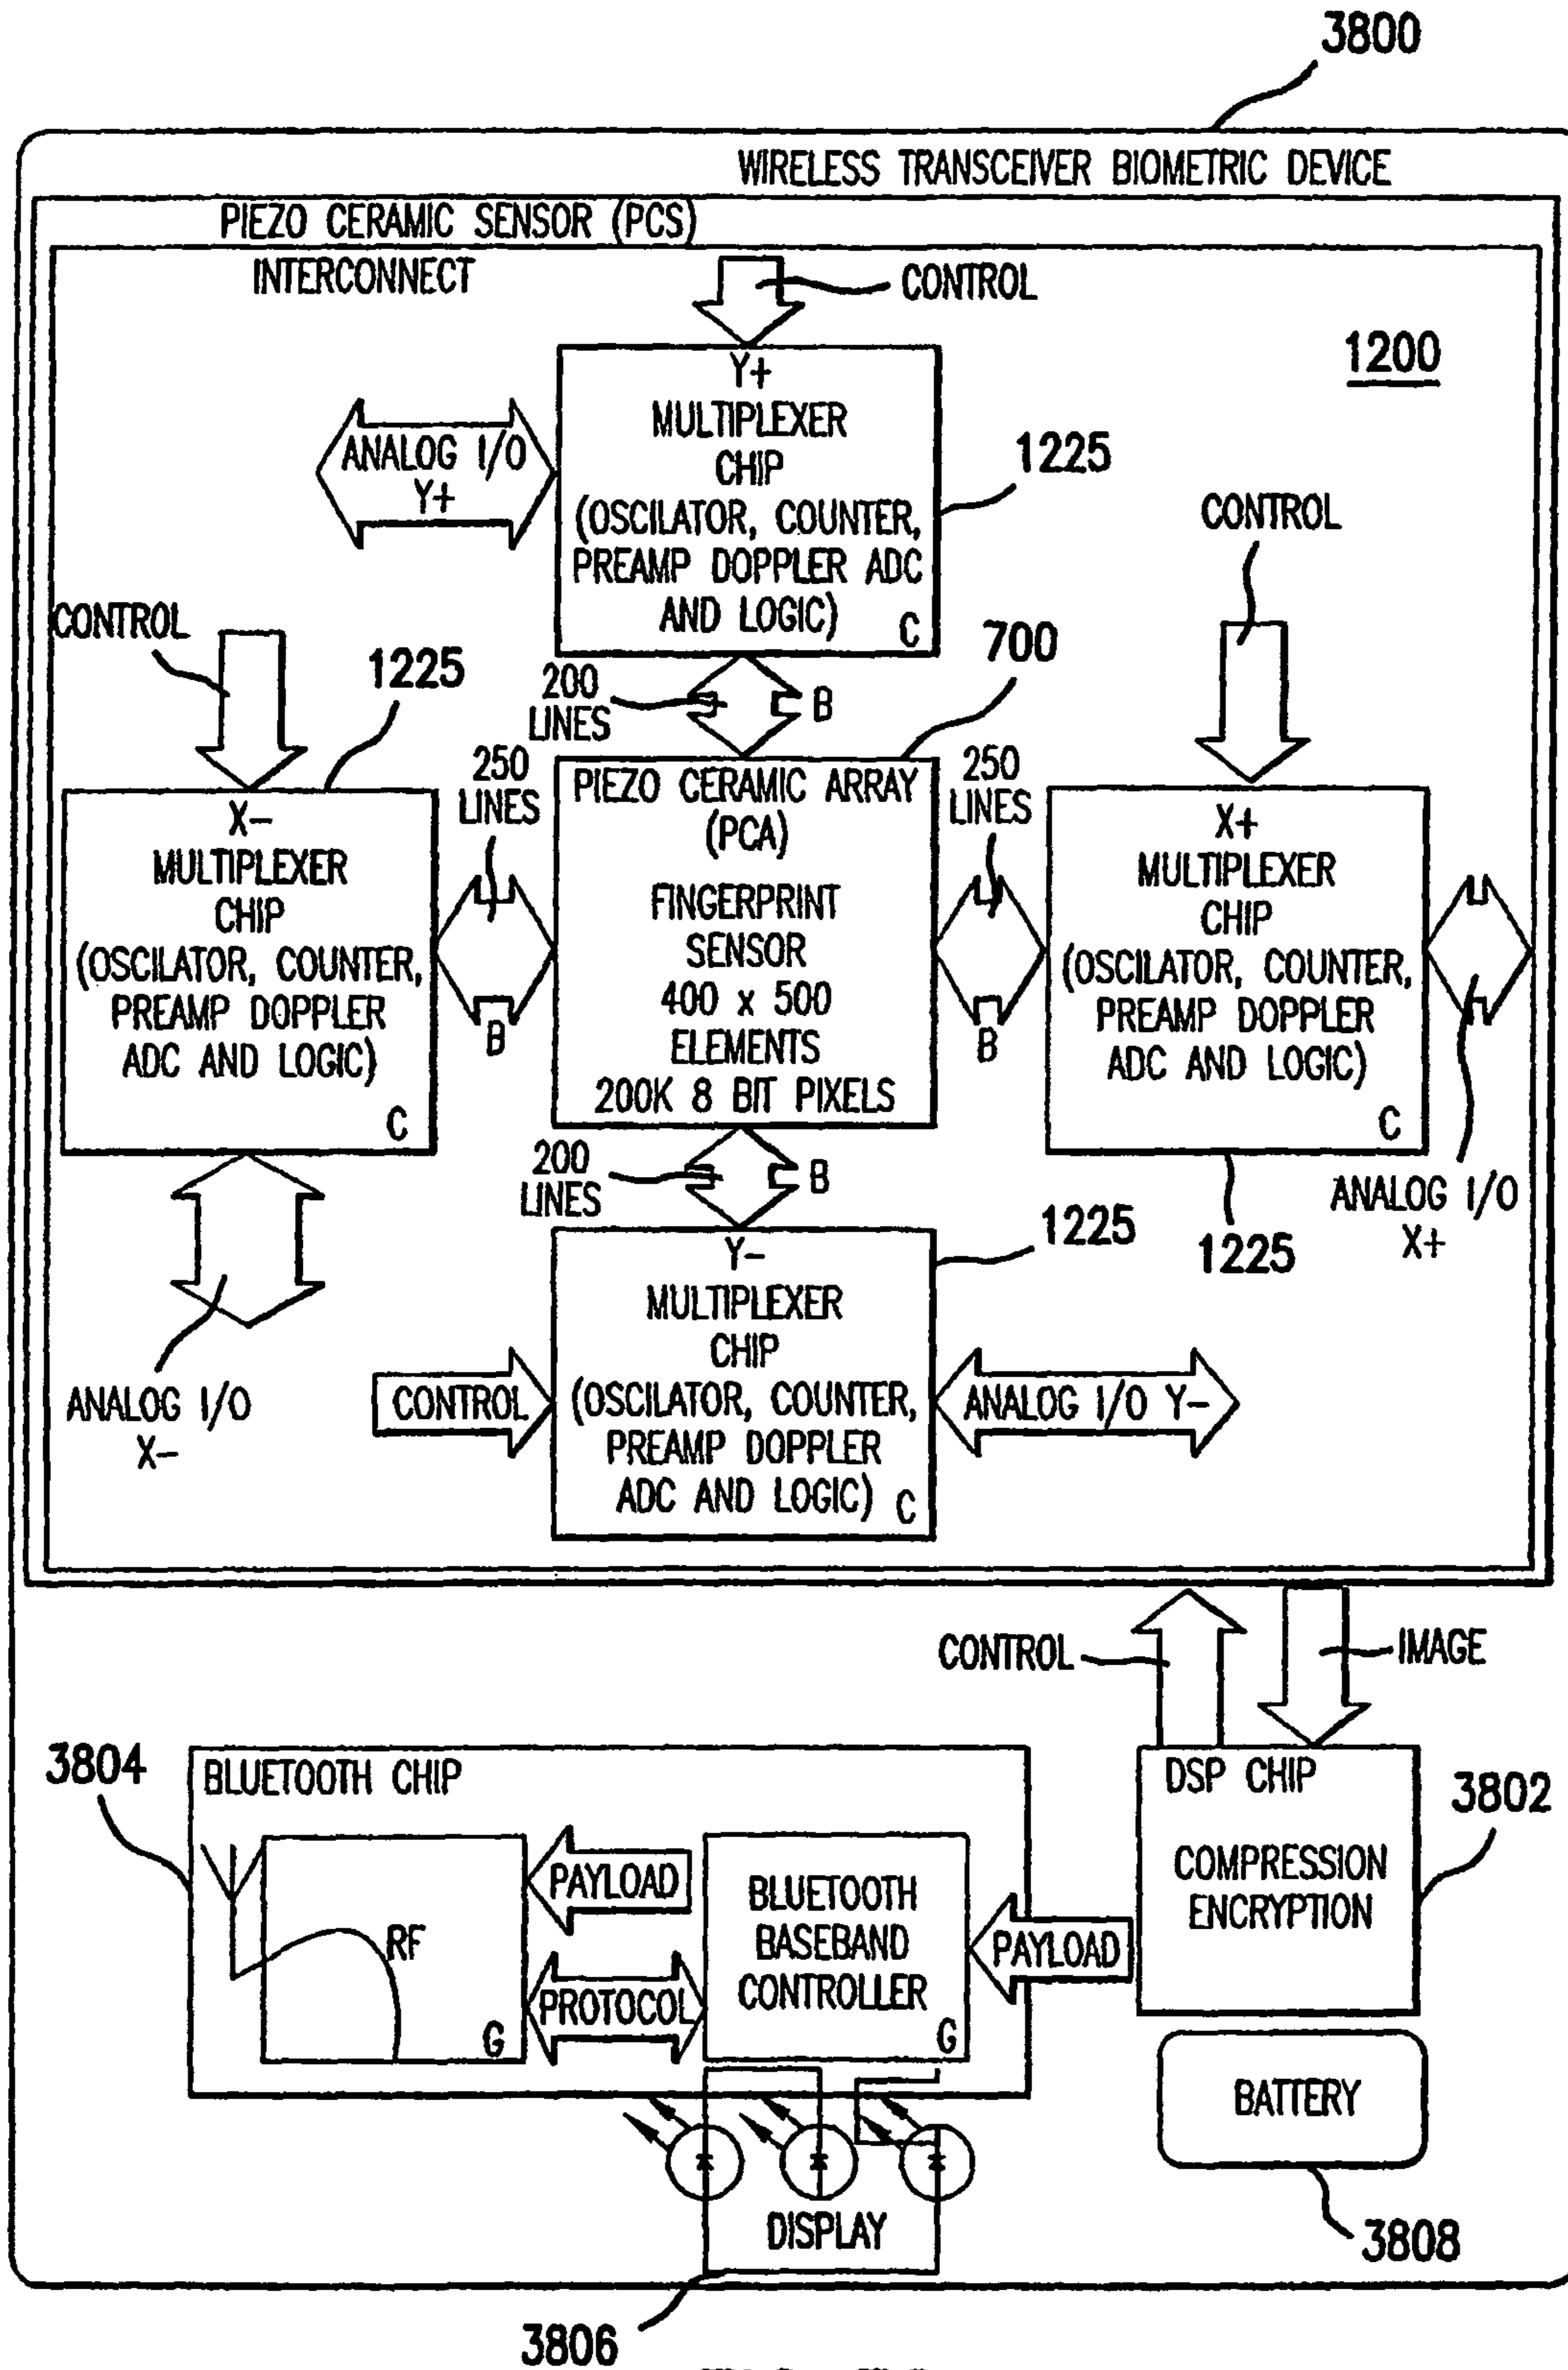 3800
WIRELESS TRANSCEIVER BIOMETRIC DEVICE
PIEZO CERAMIC SENSOR (PCS)
INTERCONNECT
CONTROL
1200
Y+
MULTIPLEXER
CHIP
(OSCILATOR, COUNTER,
PREAMP DOPPLER ADC
AND LOGIC)
C
ANALOG I/O
Y+
1225
CONTROL
CONTROL
1225
200
LINES
B
700
250
LINES
B
PIEZO CERAMIC ARRAY
(PCA)
FINGERPRINT
SENSOR
400 x 500
ELEMENTS
200K 8 BIT PIXELS
250
LINES
B
X-
MULTIPLEXER
CHIP
(OSCILATOR, COUNTER,
PREAMP DOPPLER
ADC AND LOGIC)
C
X+
MULTIPLEXER
CHIP
(OSCILATOR, COUNTER,
PREAMP DOPPLER
ADC AND LOGIC)
C
200
LINES
B
1225
1225
ANALOG I/O
X+
Y-
MULTIPLEXER
CHIP
(OSCILATOR, COUNTER,
PREAMP DOPPLER
ADC AND LOGIC)
C
ANALOG I/O
X-
CONTROL
ANALOG I/O Y-
CONTROL
IMAGE
3804
BLUETOOTH CHIP
DSP CHIP
COMPRESSION
ENCRYPTION
3802
PAYLOAD
BLUETOOTH
BASEBAND
CONTROLLER
G
PAYLOAD
RF
G
PROTOCOL
BATTERY
DISPLAY
3808
3806